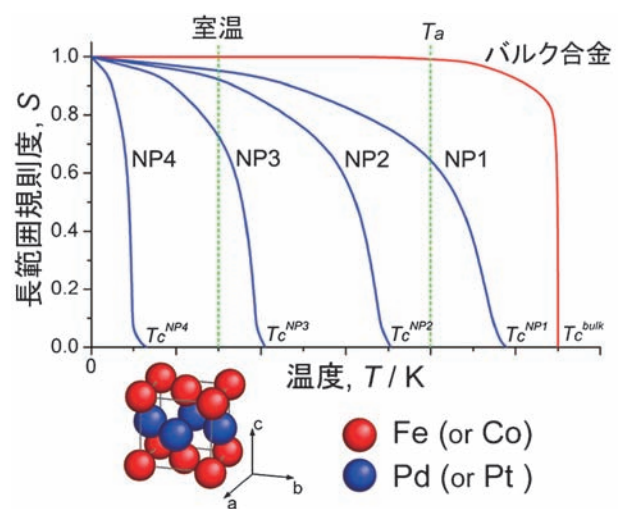 室温
Ta
バルク合金
長範囲規則度, S
1.0
0.8
0.6
0.4
0.2
0.0
NP4
NP3
NP2
NP1
Tc^NP4
Tc^NP3
Tc^NP2
Tc^NP1
Tc^bulk
0
温度, T / K
Fe (or Co)
Pd (or Pt )
c
b
a